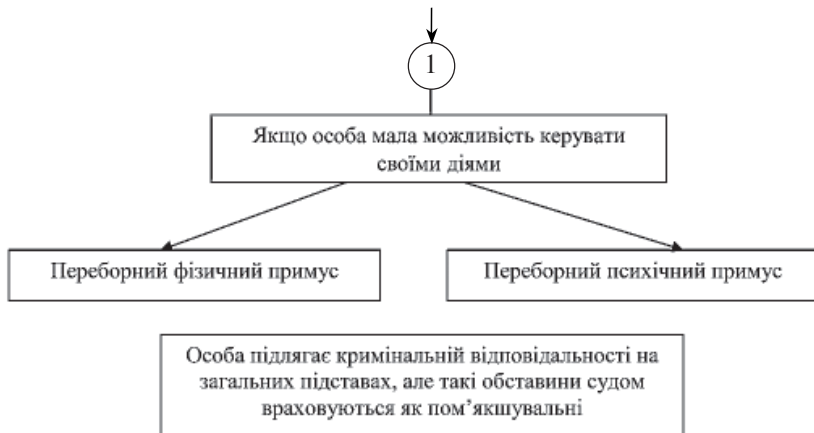 1
Якщо особа мала можливість керувати
своїми діями
Переборний фізичний примус
Переборний психічний примус
Особа підлягає кримінальній відповідальності на
загальних підставах, але такі обставини судом
враховуються як пом’якшувальні